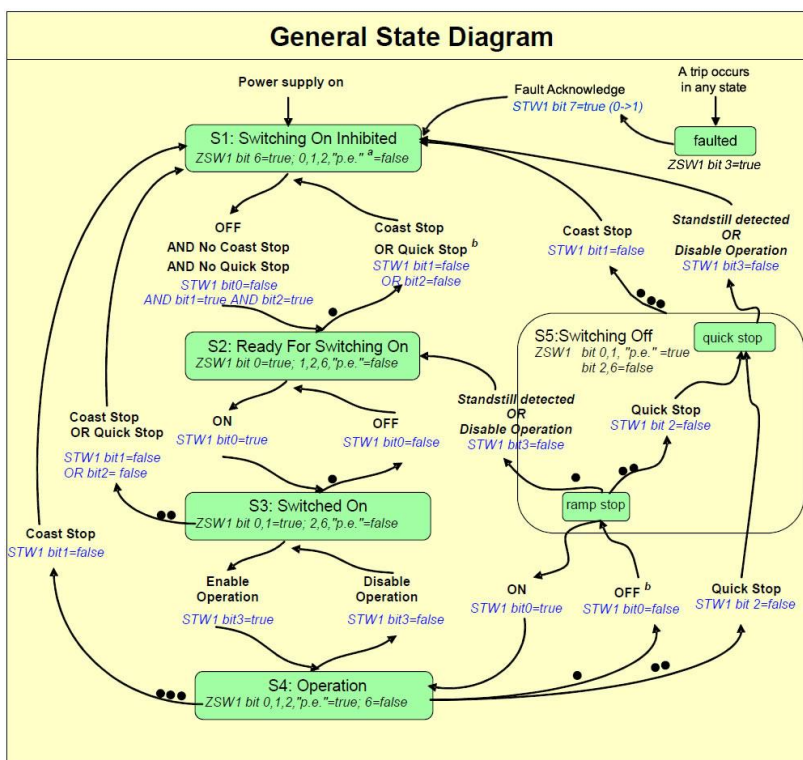 General State Diagram
Power supply on
Fault Acknowledge
STW1 bit 7=true (0->1)
A trip occurs
in any state
S1: Switching On Inhibited
ZSW1 bit 6=true; 0,1,2,"p.e." a =false
faulted
ZSW1 bit 3=true
OFF
AND No Coast Stop
AND No Quick Stop
STW1 bit0=false
AND bit1=true AND bit2=true
Coast Stop
OR Quick Stop b
STW1 bit1=false
OR bit2=false
Coast Stop
STW1 bit1=false
Standstill detected
OR
Disable Operation
STW1 bit3=false
S2: Ready For Switching On
ZSW1 bit 0=true; 1,2,6,"p.e."=false
S5:Switching Off
ZSW1 bit 0,1, "p.e." =true
bit 2,6=false
quick stop
ON
STW1 bit0=true
OFF
STW1 bit0=false
Standstill detected
OR
Disable Operation
STW1 bit3=false
Quick Stop
STW1 bit 2=false
Coast Stop
OR Quick Stop
STW1 bit1=false
OR bit2= false
S3: Switched On
ZSW1 bit 0,1=true; 2,6,"p.e."=false
ramp stop
Coast Stop
STW1 bit1=false
Enable
Operation
STW1 bit3=true
Disable
Operation
STW1 bit3=false
ON
STW1 bit0=true
OFF b
STW1 bit0=false
Quick Stop
STW1 bit 2=false
S4: Operation
ZSW1 bit 0,1,2,"p.e."=true; 6=false